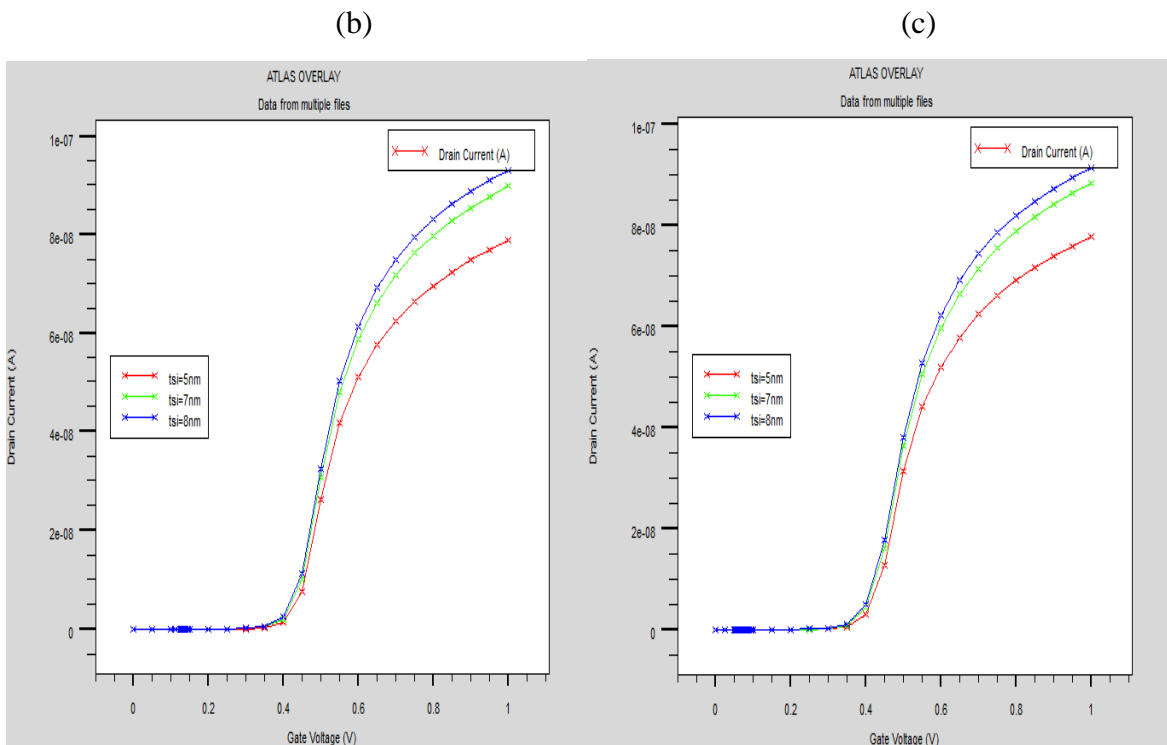 (b)
ATLAS OVERLAY
Data from multiple files
Drain Current (A)
1e-07
8e-08
6e-08
4e-08
2e-08
0
Drain Current (A)
tsi=5nm
tsi=7nm
tsi=8nm
0 0.2 0.4 0.6 0.8 1
Gate Voltage (V)
(c)
ATLAS OVERLAY
Data from multiple files
Drain Current (A)
1e-07
8e-08
6e-08
4e-08
2e-08
0
Drain Current (A)
tsi=5nm
tsi=7nm
tsi=8nm
0 0.2 0.4 0.6 0.8 1
Gate Voltage (V)